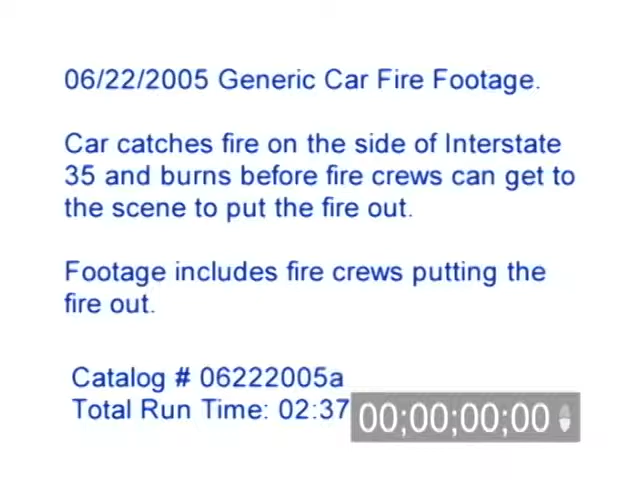 06/22/2005 Generic Car Fire Footage.
Car catches fire on the side of Interstate
35 and burns before fire crews can get to
the scene to put the fire out.
Footage includes fire crews putting the
fire out.
Catalog # 06222005a
Total Run Time: 02:37
00;00;00;00